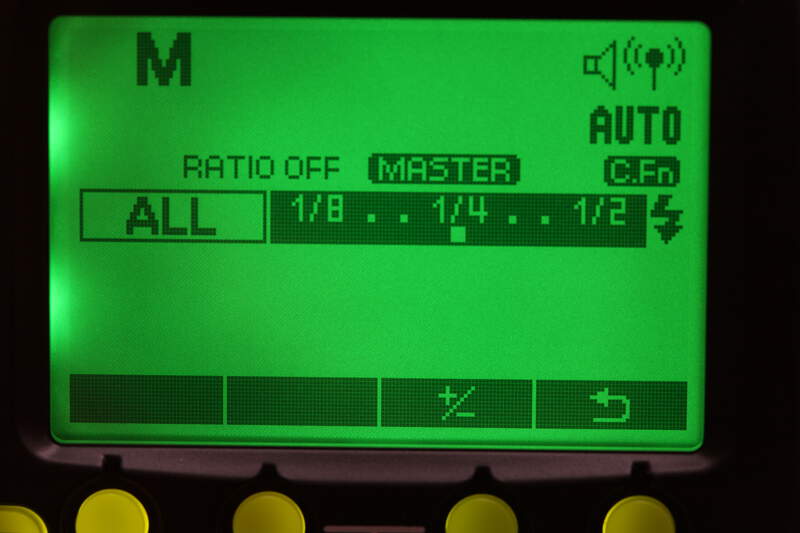 M
AUTO
RATIO OFF MASTER C.Fn
ALL 1/8 . . 1/4 . . 1/2
+/−